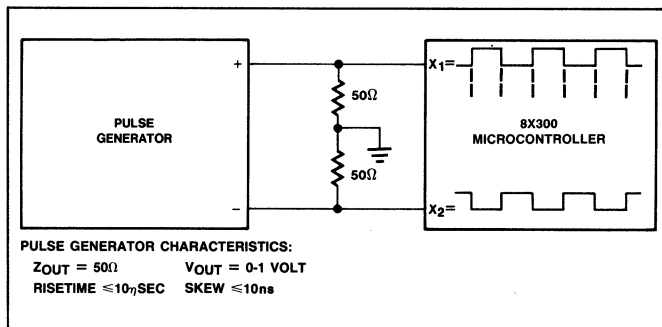 +
X1=
50Ω
PULSE
GENERATOR
8X300
MICROCONTROLLER
50Ω
−
X2=
PULSE GENERATOR CHARACTERISTICS:
ZOUT = 50Ω VOUT = 0-1 VOLT
RISETIME ≤10ηSEC SKEW ≤10ns